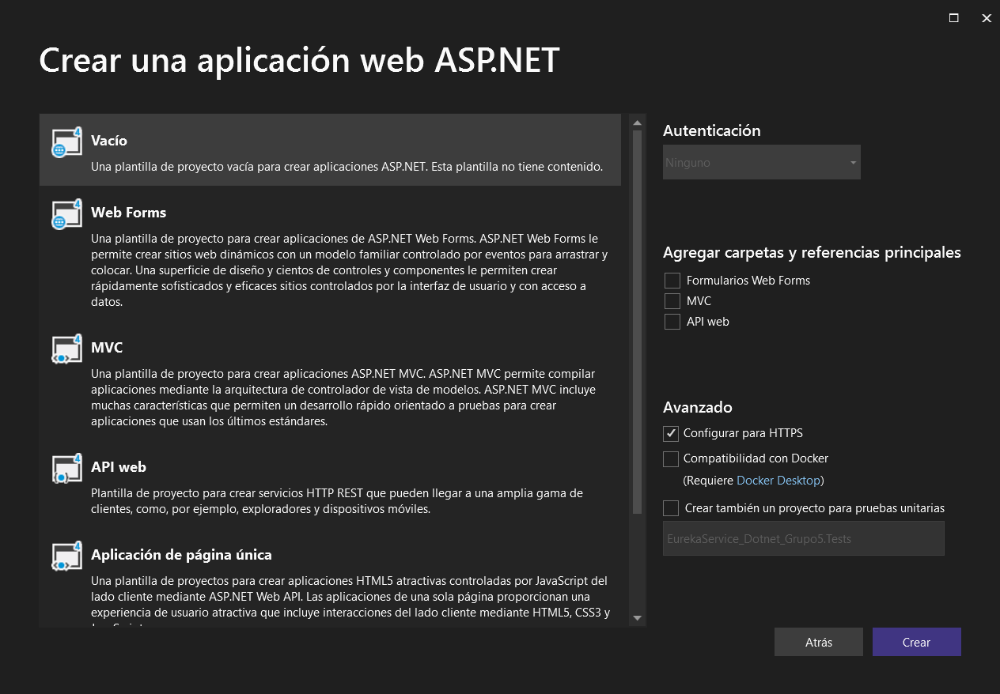 Crear una aplicación web ASP.NET
Vacío
Una plantilla de proyecto vacía para crear aplicaciones ASP.NET. Esta plantilla no tiene contenido.
Web Forms
Una plantilla de proyecto para crear aplicaciones de ASP.NET Web Forms. ASP.NET Web Forms le
permite crear sitios web dinámicos con un modelo familiar controlado por eventos para arrastrar y
colocar. Una superficie de diseño y cientos de controles y componentes le permiten crear
rápidamente sofisticados y eficaces sitios controlados por la interfaz de usuario y con acceso a
datos.
MVC
Una plantilla de proyecto para crear aplicaciones ASP.NET MVC. ASP.NET MVC permite compilar
aplicaciones mediante la arquitectura de controlador de vista de modelos. ASP.NET MVC incluye
muchas características que permiten un desarrollo rápido orientado a pruebas para crear
aplicaciones que usan los últimos estándares.
API web
Plantilla de proyecto para crear servicios HTTP REST que pueden llegar a una amplia gama de
clientes, como, por ejemplo, exploradores y dispositivos móviles.
Aplicación de página única
Una plantilla de proyectos para crear aplicaciones HTML5 atractivas controladas por JavaScript del
lado cliente mediante ASP.NET Web API. Las aplicaciones de una sola página proporcionan una
experiencia de usuario atractiva que incluye interacciones del lado cliente mediante HTML5, CSS3 y
Autenticación
Ninguno
Agregar carpetas y referencias principales
Formularios Web Forms
MVC
API web
Avanzado
Configurar para HTTPS
Compatibilidad con Docker
(Requiere Docker Desktop)
Crear también un proyecto para pruebas unitarias
EurekaService_Dotnet_Grupo5.Tests
Atrás
Crear